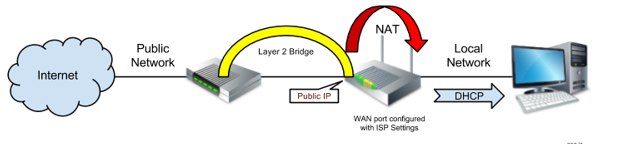 Internet
Public
Network
Layer 2 Bridge
Public IP
NAT
WAN port configured
with ISP Settings
Local
Network
DHCP